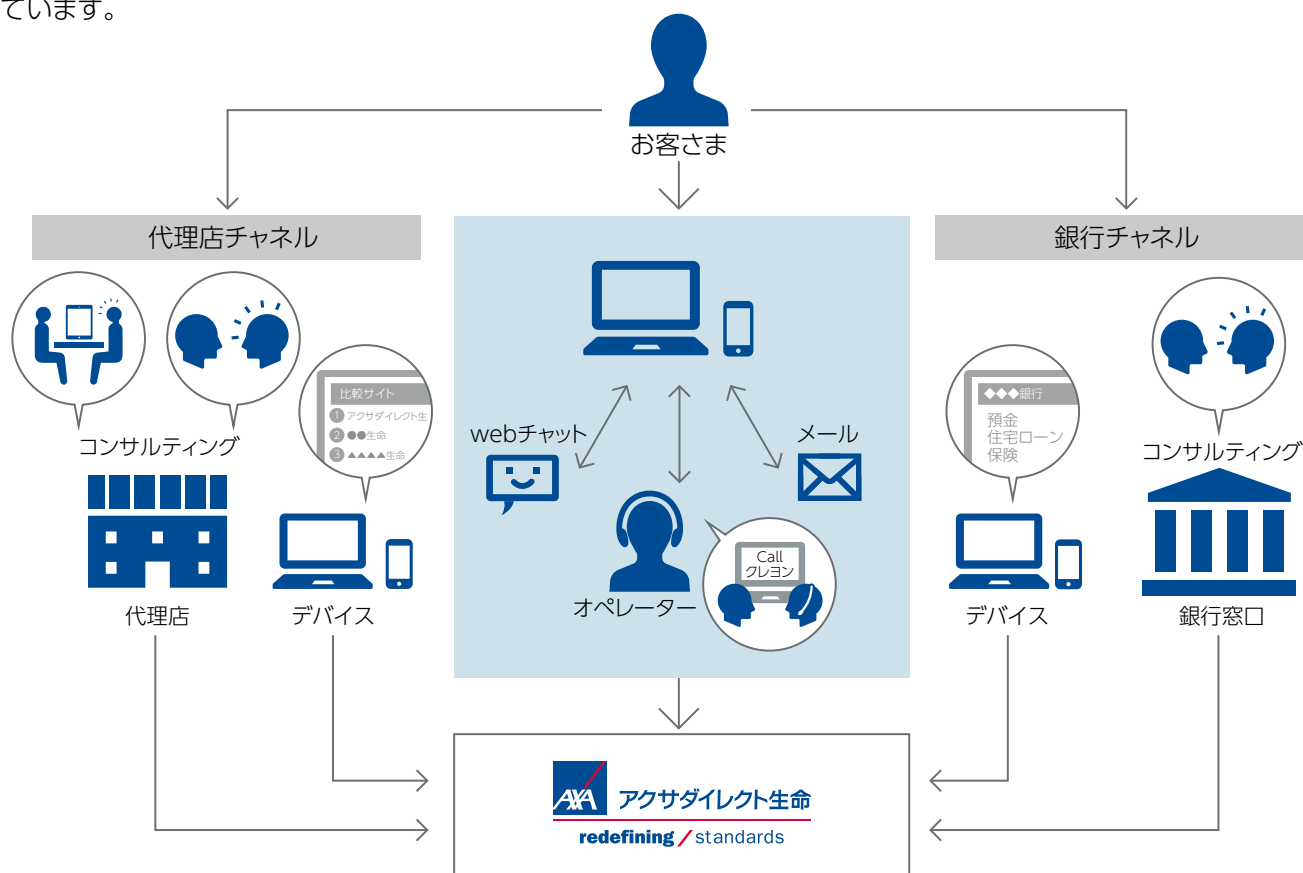 ています。
お客さま
代理店チャネル
銀行チャネル
比較サイト
1 アクサダイレクト生
2 ●●生命
3 ▲▲▲▲生命
コンサルティング
代理店
デバイス
webチャット
メール
Call
クレヨン
オペレーター
◆◆◆銀行
預金
住宅ローン
保険
コンサルティング
デバイス
銀行窓口
AXA アクサダイレクト生命
redefining / standards